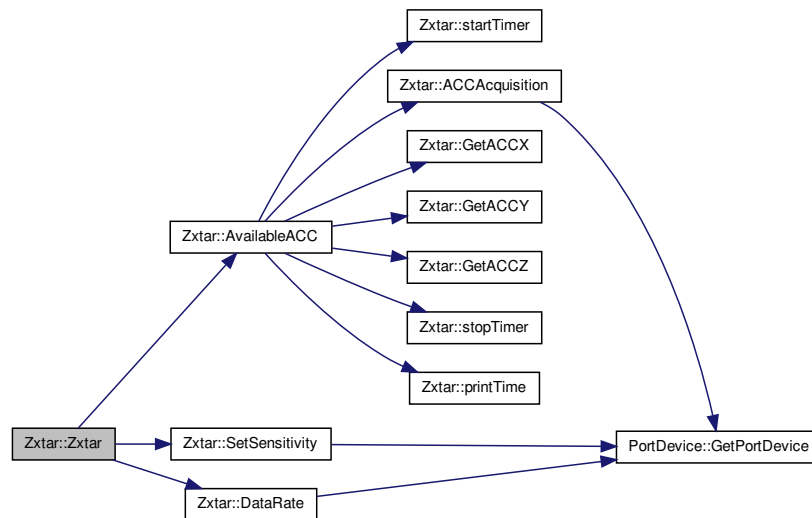 Zxtar::startTimer
Zxtar::ACCAcquisition
Zxtar::GetACCX
Zxtar::GetACCY
Zxtar::AvailableACC
Zxtar::GetACCZ
Zxtar::stopTimer
Zxtar::printTime
Zxtar::Zxtar
Zxtar::SetSensitivity
PortDevice::GetPortDevice
Zxtar::DataRate